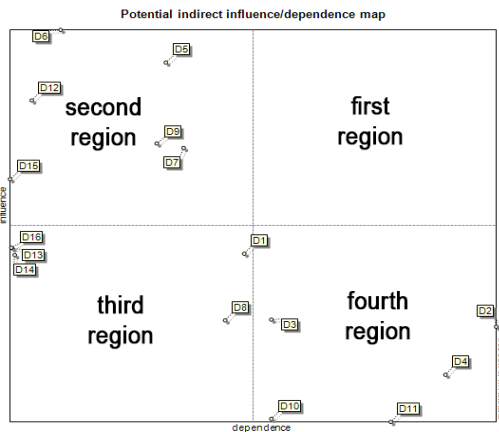 Potential indirect influence/dependence map
D6
D5
D12
second
region
first
region
D9
D7
D15
influence
D16
D13
D14
D1
third
region
D8
D3
fourth
region
D2
D4
D10
D11
dependence